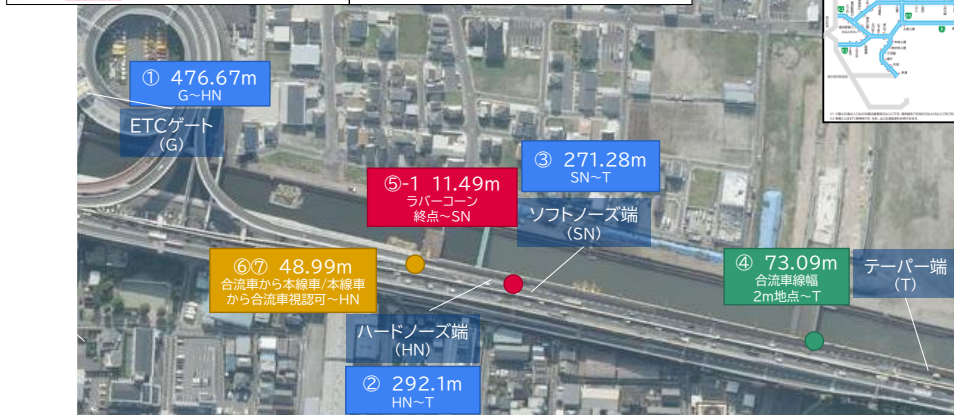 ① 476.67m
G~HN
ETCゲート
(G)
③ 271.28m
SN~T
⑤-1 11.49m
ラバーコーン
終点~SN
ソフトノーズ端
(SN)
⑥⑦ 48.99m
合流車から本線車/本線車
から合流車視認可~HN
④ 73.09m
合流車線幅
2m地点~T
テーパー端
(T)
ハードノーズ端
(HN)
② 292.1m
HN~T